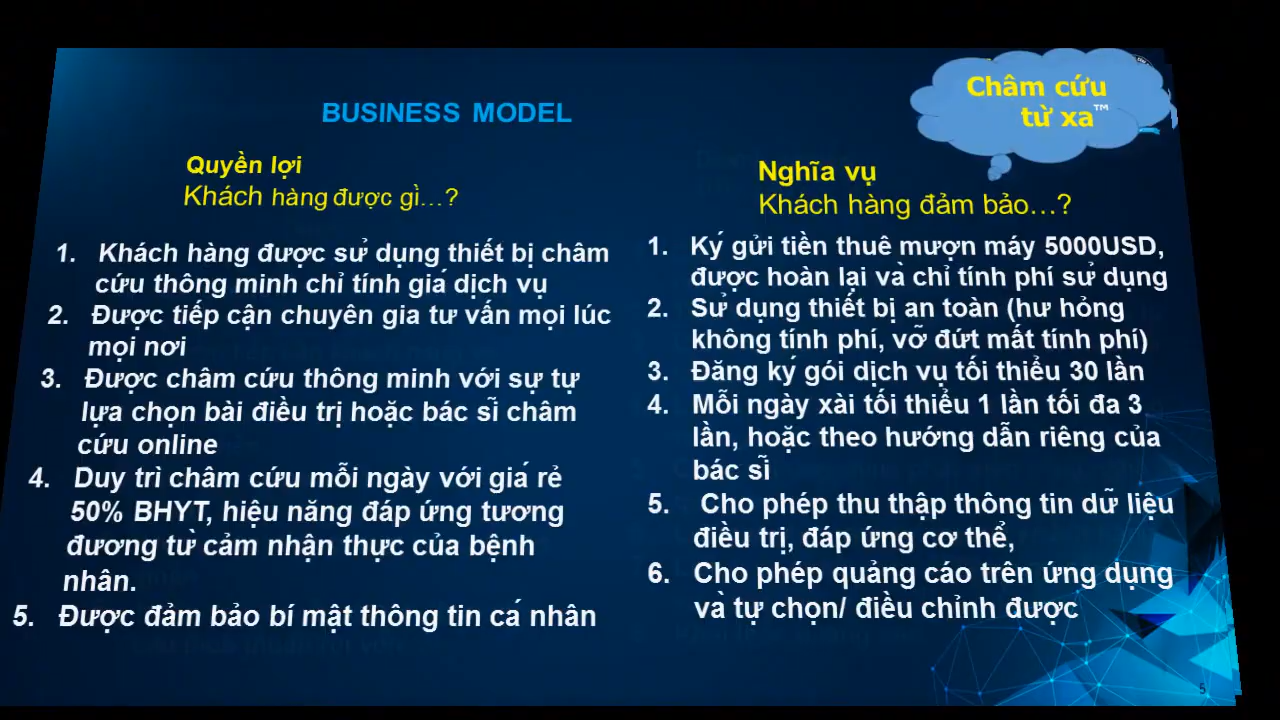 Châm cứu
từ xa™
BUSINESS MODEL
Quyền lợi
Khách hàng được gì...?
1. Khách hàng được sử dụng thiết bị châm
cứu thông minh chỉ tính giá dịch vụ
2. Được tiếp cận chuyên gia tư vấn mọi lúc
mọi nơi
3. Được châm cứu thông minh với sự tự
lựa chọn bài điều trị hoặc bác sĩ châm
cứu online
4. Duy trì châm cứu mỗi ngày với giá rẻ
50% BHYT, hiệu năng đáp ứng tương
đương từ cảm nhận thực của bệnh
nhân.
5. Được đảm bảo bí mật thông tin cá nhân
Nghĩa vụ
Khách hàng đảm bảo...?
1. Ký gửi tiền thuê mượn máy 5000USD,
được hoàn lại và chỉ tính phí sử dụng
2. Sử dụng thiết bị an toàn (hư hỏng
không tính phí, vỡ đứt mất tính phí)
3. Đăng ký gói dịch vụ tối thiểu 30 lần
4. Mỗi ngày xài tối thiểu 1 lần tối đa 3
lần, hoặc theo hướng dẫn riêng của
bác sĩ
5. Cho phép thu thập thông tin dữ liệu
điều trị, đáp ứng cơ thể,
6. Cho phép quảng cáo trên ứng dụng
và tự chọn/ điều chỉnh được
5